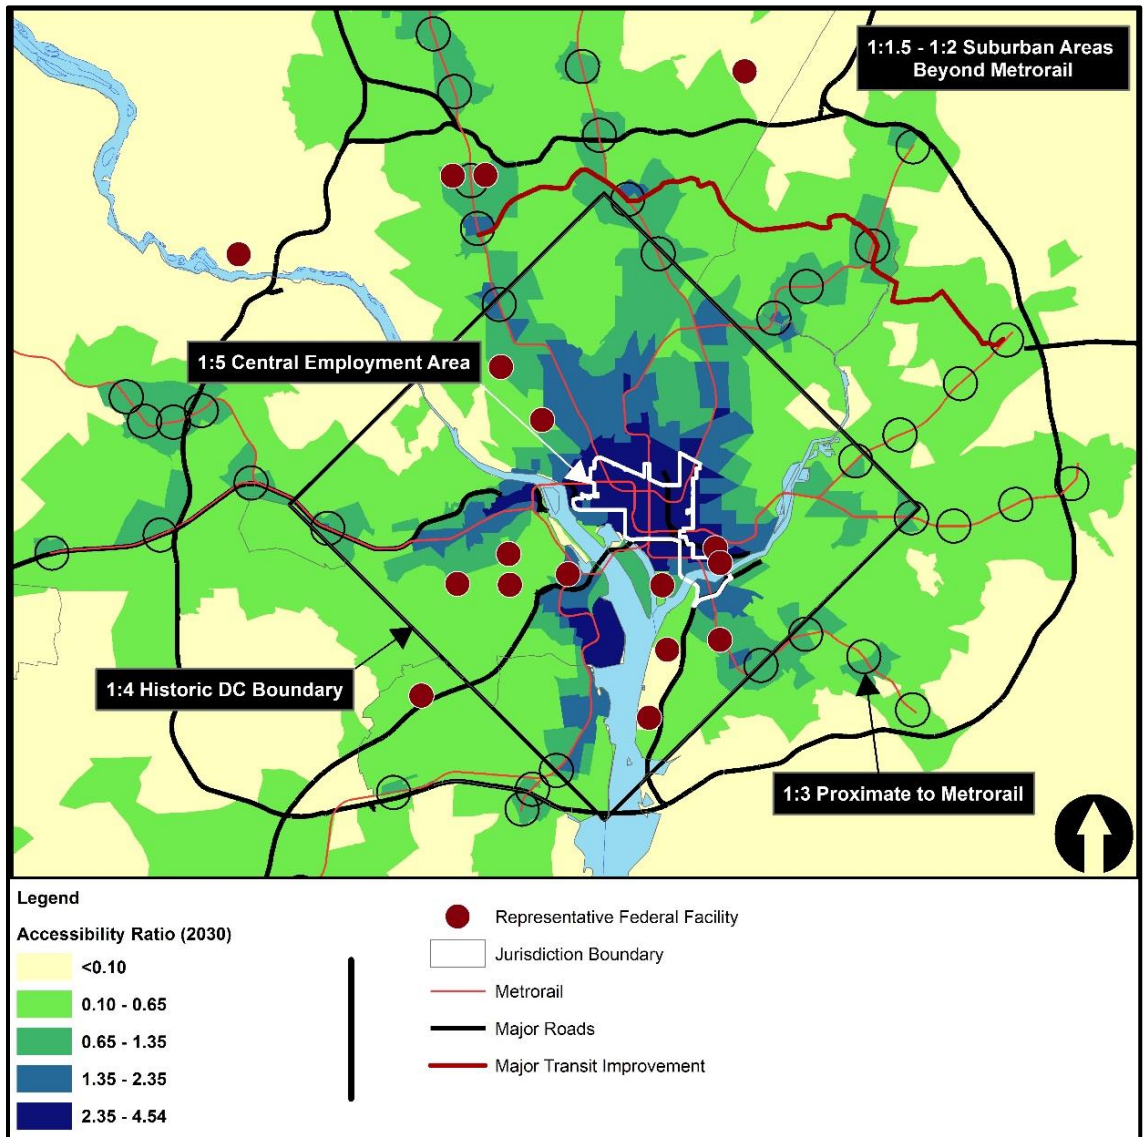 1:1.5 - 1:2 Suburban Areas
Beyond Metrorail
1:5 Central Employment Area
1:4 Historic DC Boundary
1:3 Proximate to Metrorail
Legend
Accessibility Ratio (2030)
<0.10
0.10 - 0.65
0.65 - 1.35
1.35 - 2.35
2.35 - 4.54
Representative Federal Facility
Jurisdiction Boundary
Metrorail
Major Roads
Major Transit Improvement